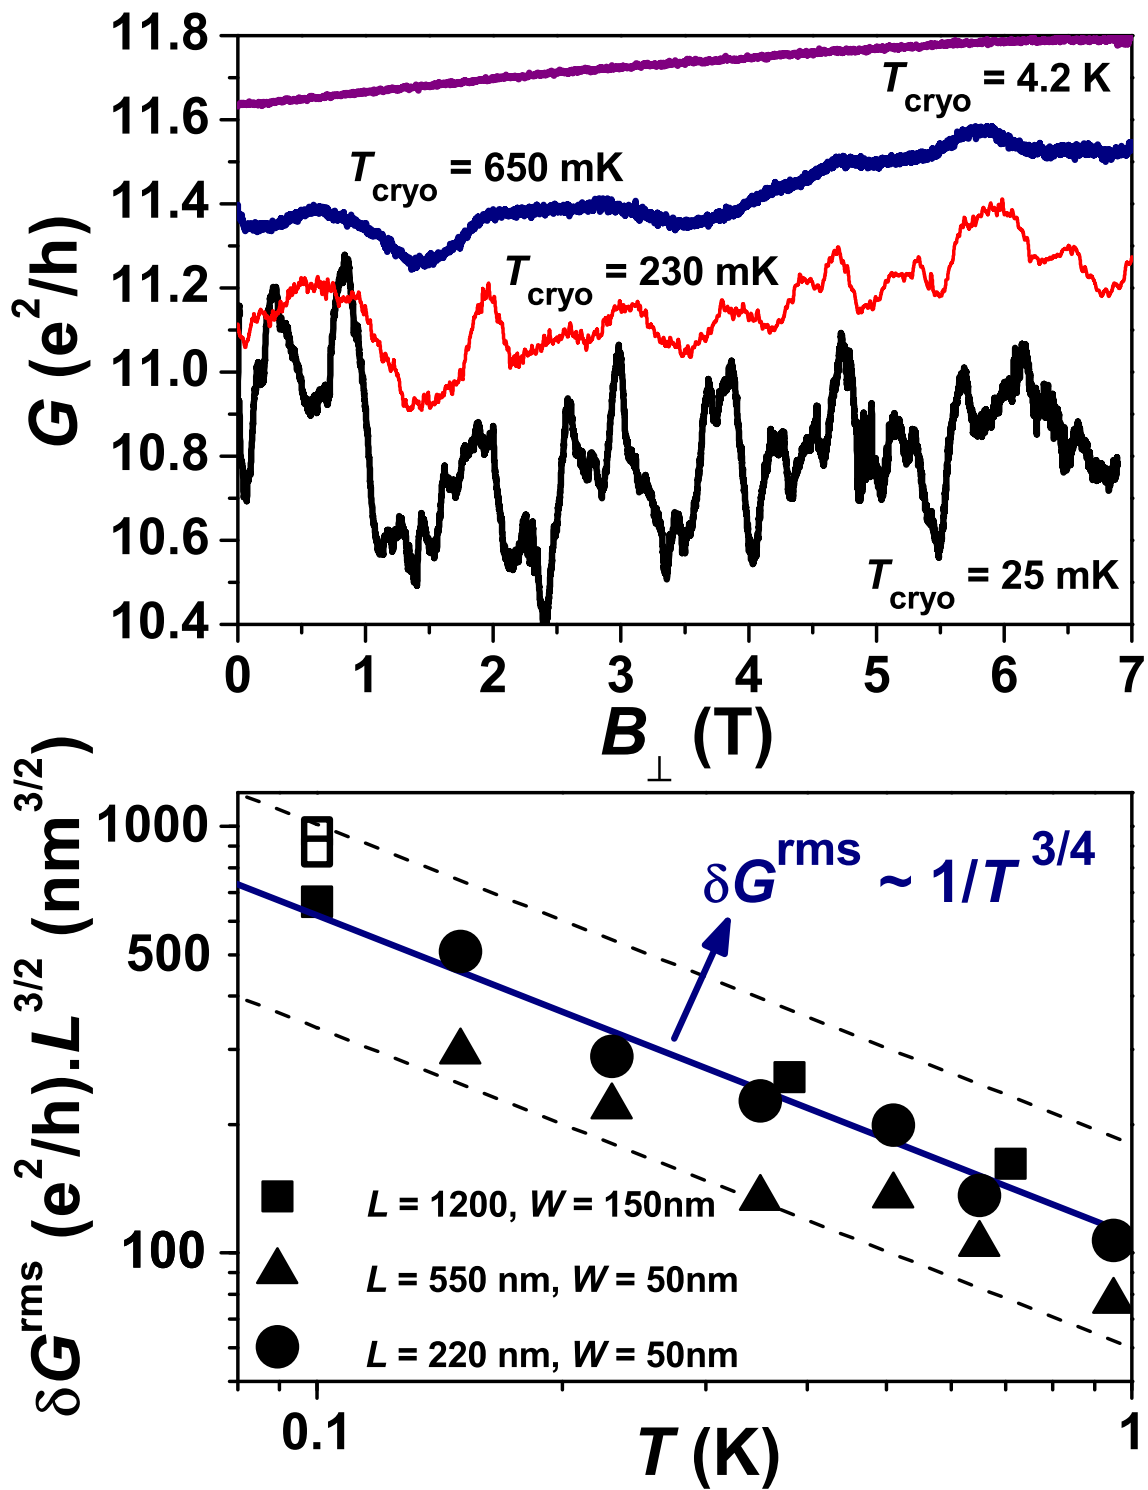 11.8
11.6
11.4
11.2
11.0
10.8
10.6
10.4
G (e²/h)
T_cryo = 4.2 K
T_cryo = 650 mK
T_cryo = 230 mK
T_cryo = 25 mK
0 1 2 3 4 5 6 7
B⊥ (T)
1000
500
100
δG^rms (e²/h).L^3/2 (nm^3/2)
δG^rms ~ 1/T^3/4
L = 1200, W = 150nm
L = 550 nm, W = 50nm
L = 220 nm, W = 50nm
0.1 1
T (K)